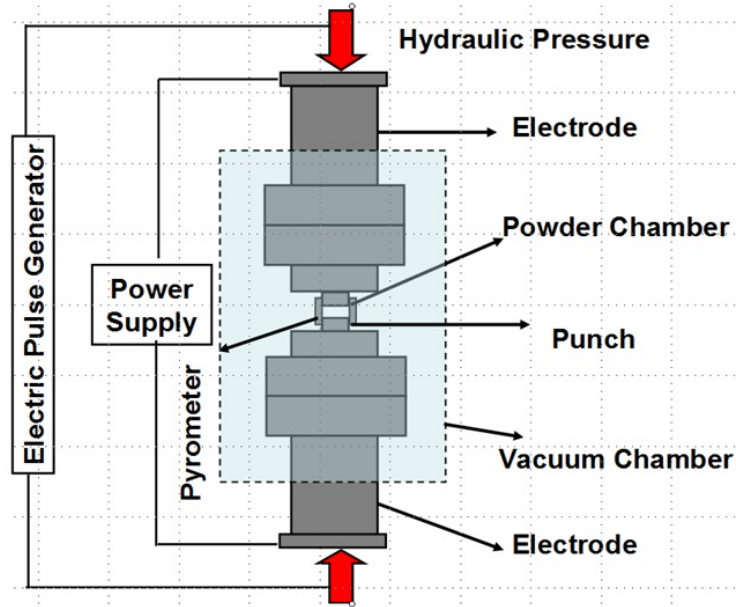 Hydraulic Pressure
Electrode
Powder Chamber
Power
Supply
Punch
Electric Pulse Generator
Pyrometer
Vacuum Chamber
Electrode